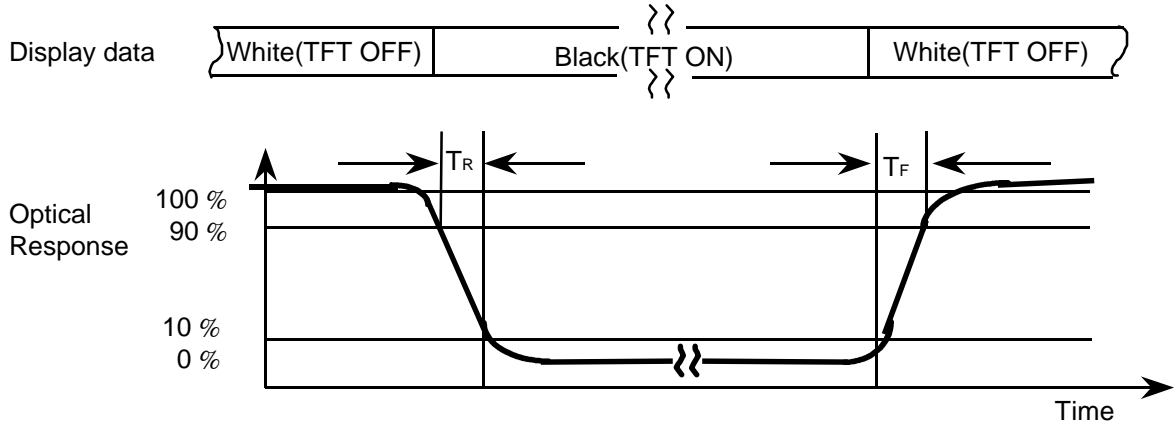 Display data
White(TFT OFF)
Black(TFT ON)
White(TFT OFF)
TR
TF
Optical
Response
100 %
90 %
10 %
0 %
Time